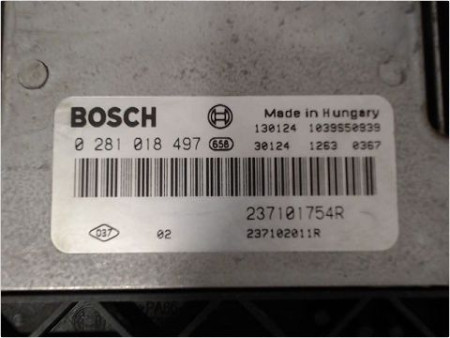 BOSCH
Made in Hungary
130124 1039S50939
0 281 018 497 658 30124 1263 0367
237101754R
D37 02 237102011R